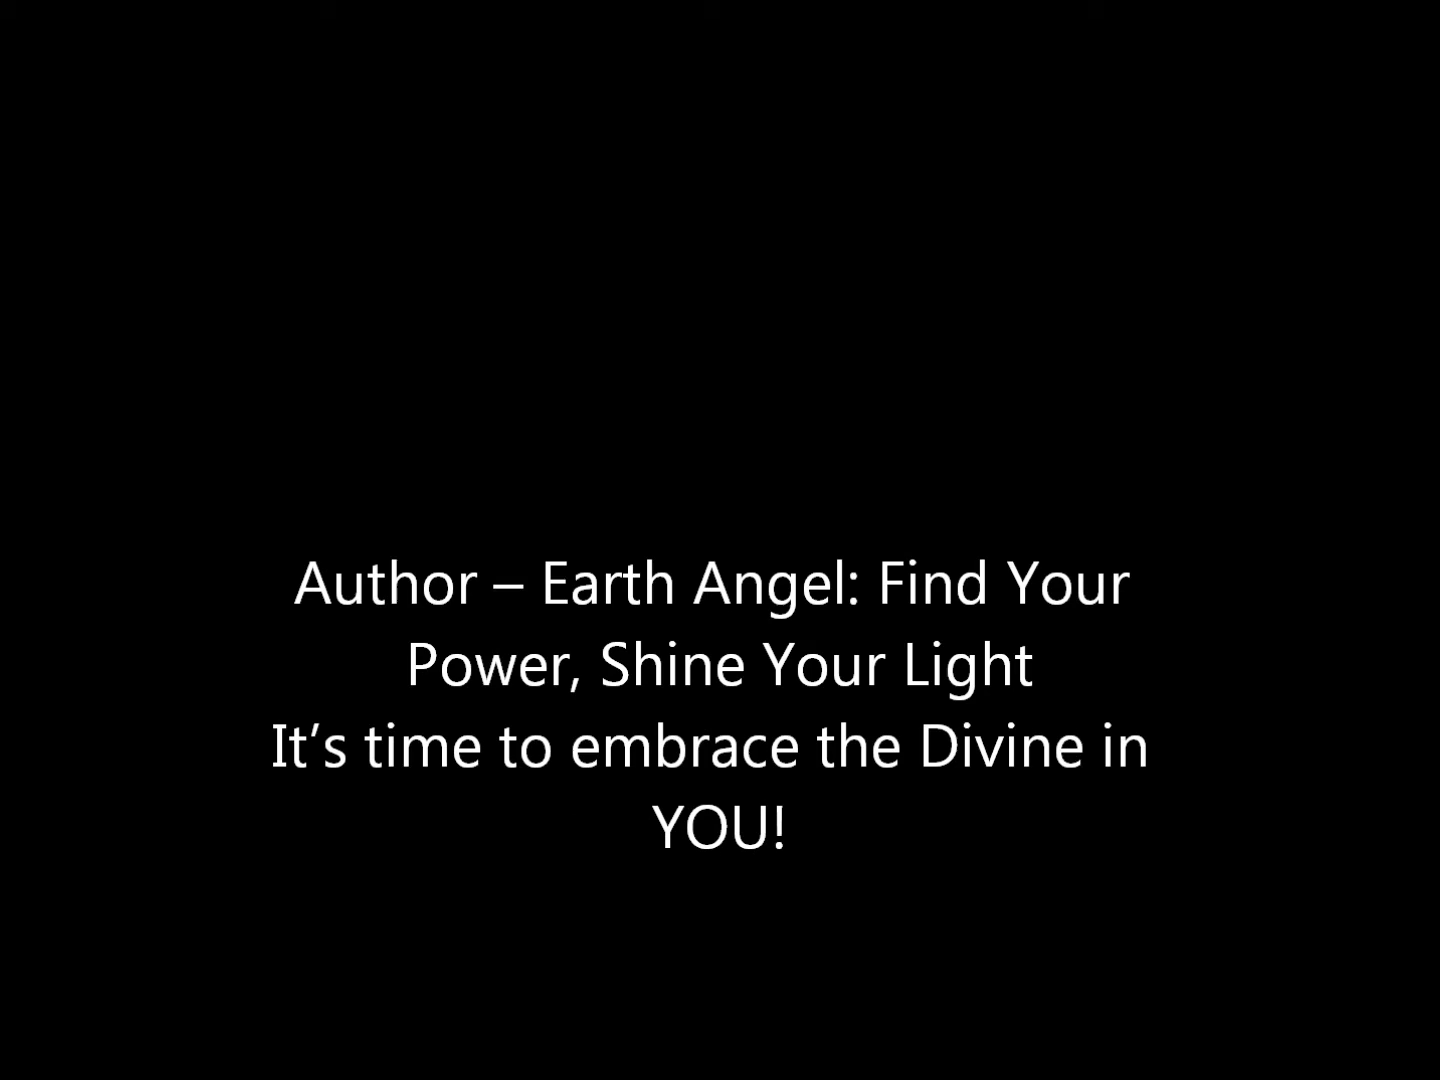 Author – Earth Angel: Find Your
Power, Shine Your Light
It’s time to embrace the Divine in
YOU!